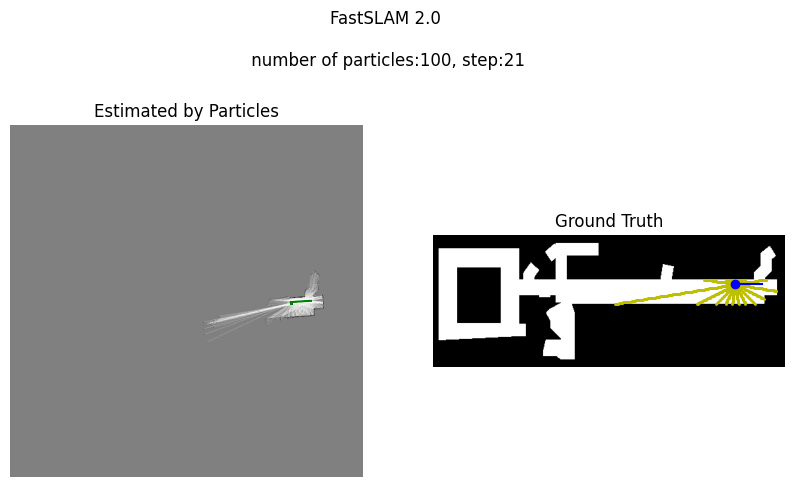 FastSLAM 2.0
number of particles:100, step:21
Estimated by Particles
Ground Truth